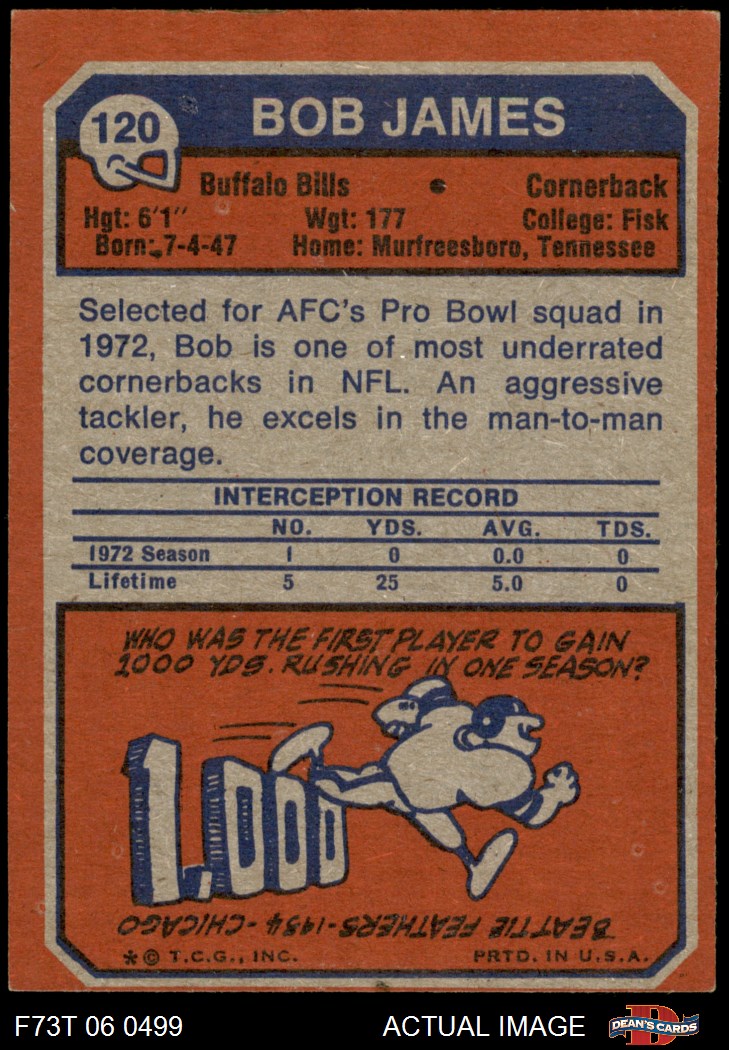 120
BOB JAMES
Buffalo Bills • Cornerback
Hgt: 6'1" Wgt: 177 College: Fisk
Born: 7-4-47 Home: Murfreesboro, Tennessee
Selected for AFC's Pro Bowl squad in
1972, Bob is one of most underrated
cornerbacks in NFL. An aggressive
tackler, he excels in the man-to-man
coverage.
INTERCEPTION RECORD
NO. YDS. AVG. TDS.
1972 Season 1 0 0.0 0
Lifetime 5 25 5.0 0
WHO WAS THE FIRST PLAYER TO GAIN
1000 YDS. RUSHING IN ONE SEASON?
1,000
BEATTIE FEATHERS-1934-CHICAGO
*© T.C.G., INC. PRTD. IN U.S.A.
F73T 06 0499 ACTUAL IMAGE DEAN'S CARDS